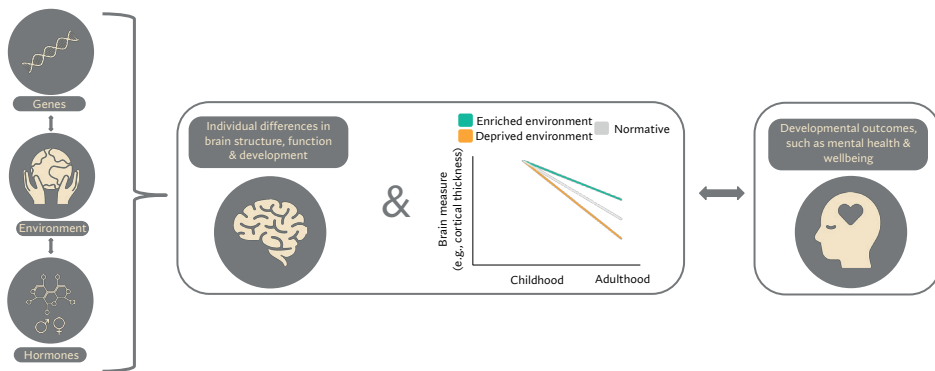 Genes
Environment
Hormones
Individual differences in
brain structure, function
& development
&
Enriched environment
Deprived environment
Normative
Brain measure
(e.g., cortical thickness)
Childhood
Adulthood
Developmental outcomes,
such as mental health &
wellbeing